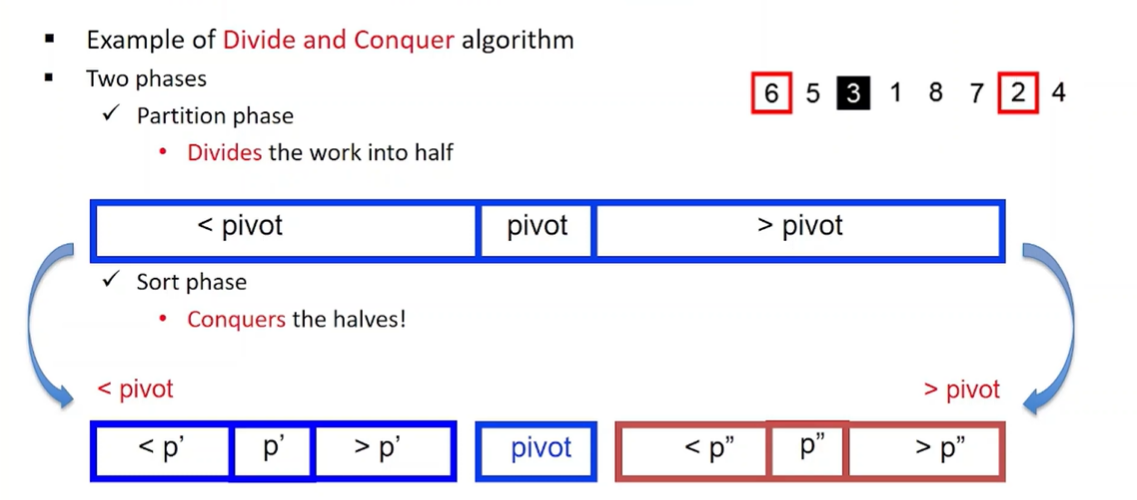 Example of Divide and Conquer algorithm
Two phases
Partition phase
Divides the work into half
6 5 3 1 8 7 2 4
< pivot pivot > pivot
Sort phase
Conquers the halves!
< pivot > pivot
< p’ p’ > p’ pivot < p” p” > p”